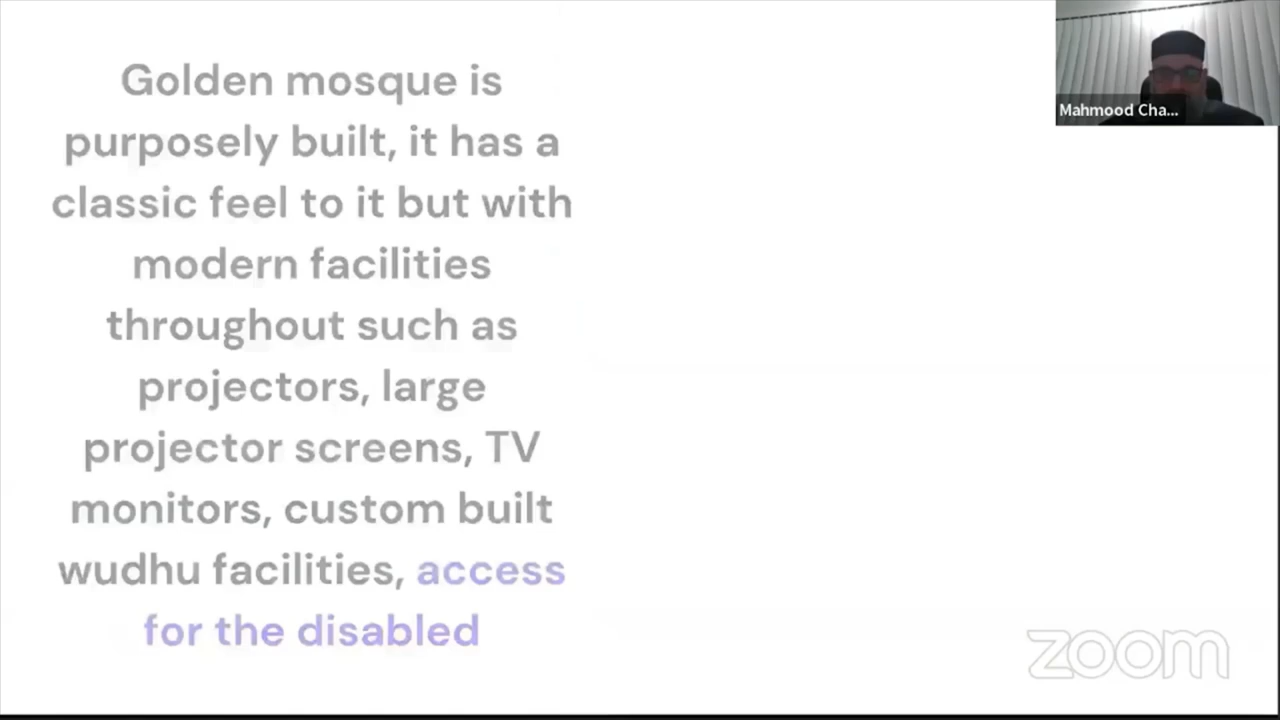 Golden mosque is
purposely built, it has a
classic feel to it but with
modern facilities
throughout such as
projectors, large
projector screens, TV
monitors, custom built
wudhu facilities, access
for the disabled
Mahmood Cha...
zoom